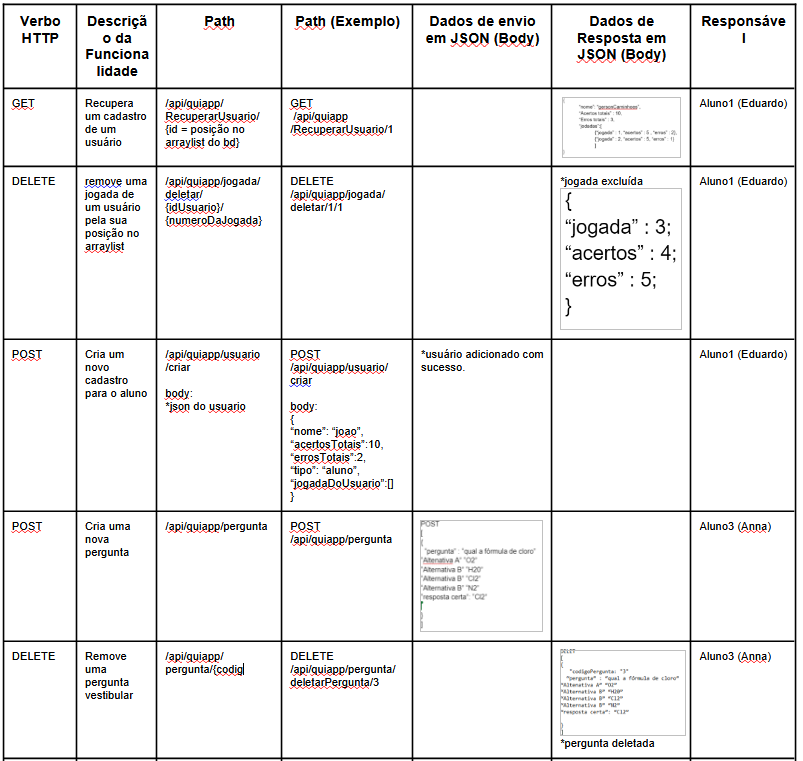 Verbo
HTTP
Descriçã
o da
Funciona
lidade
Path
Path (Exemplo)
Dados de envio
em JSON (Body)
Dados de
Resposta em
JSON (Body)
Responsáve
l
GET
Recupera
um cadastro
de um
usuário
/api/quiapp/
RecuperarUsuario/
{id = posição no
arraylist do bd}
GET
/api/quiapp
/RecuperarUsuario/1
{
"nome": "gersonCaminhoes",
"Acertos totais" : 10,
"Erros totais" : 3,
"jodadas":{
{"jogada" : 1, "acertos" : 5 , "erros" : 2},
{"jogada" : 2, "acertos" : 5, "erros" : 1}
}
Aluno1 (Eduardo)
DELETE
remove uma
jogada de
um usuário
pela sua
posição no
arraylist
/api/quiapp/jogada/
deletar/
{idUsuario}/
{numeroDaJogada}
DELETE
/api/quiapp/jogada/
deletar/1/1
*jogada excluída
{
“jogada” : 3;
“acertos” : 4;
“erros” : 5;
}
Aluno1 (Eduardo)
POST
Cria um
novo
cadastro
para o aluno
/api/quiapp/usuario
/criar
body:
*json do usuario
POST
/api/quiapp/usuario/
criar
body:
{
“nome”: “joao”,
“acertosTotais”:10,
“errosTotais”:2,
“tipo”: “aluno”,
“jogadaDoUsuario”:[]
}
*usuário adicionado com
sucesso.
Aluno1 (Eduardo)
POST
Cria uma
nova
pergunta
/api/quiapp/pergunta
POST
/api/quiapp/pergunta
POST
[
{
"pergunta" : "qual a fórmula de cloro"
"Altenativa A" "O2"
"Alternativa B" "H20"
"Alternativa B" "Cl2"
"Alternativa B" "N2"
"resposta certa": "Cl2"
}
]
Aluno3 (Anna)
DELETE
Remove
uma
pergunta
vestibular
/api/quiapp/
pergunta/{codig
DELETE
/api/quiapp/pergunta/
deletarPergunta/3
DELET
[
{
"codigoPergunta: "3"
"pergunta" : "qual a fórmula de cloro"
"Altenativa A" "O2"
"Alternativa B" "H20"
"Alternativa B" "Cl2"
"Alternativa B" "N2"
"resposta certa": "Cl2"
}
]
*pergunta deletada
Aluno3 (Anna)